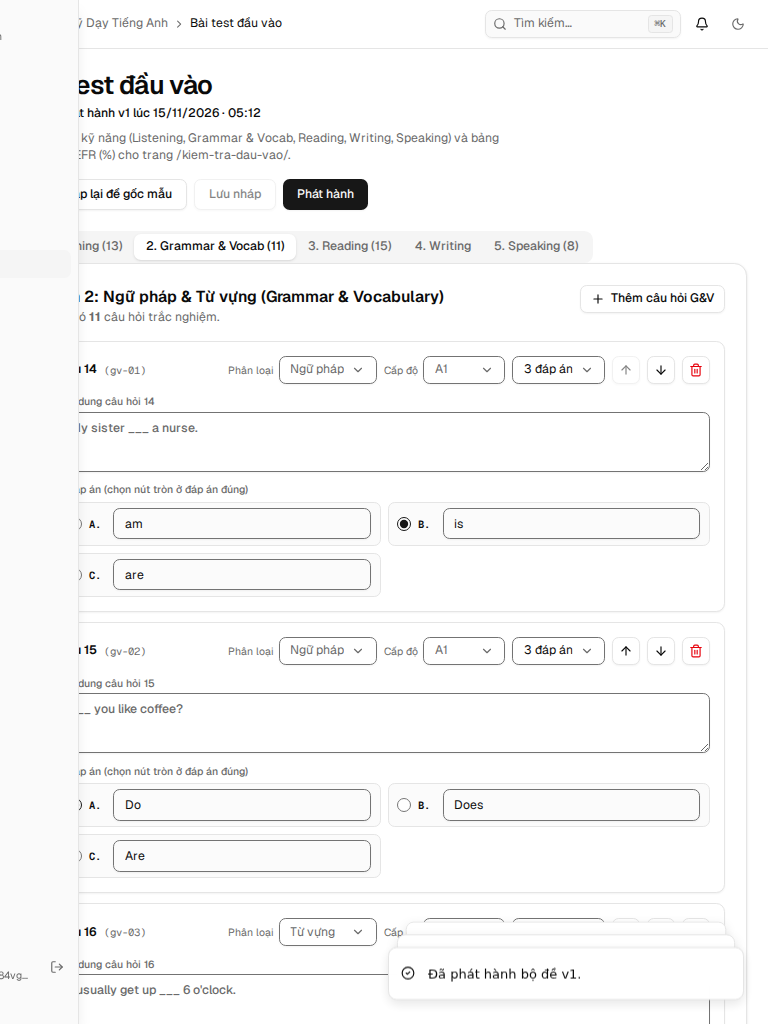 Dạy Tiếng Anh > Bài test đầu vào
Tìm kiếm... ⌘K
test đầu vào
hành v1 lúc 15/11/2026 · 05:12
kỹ năng (Listening, Grammar & Vocab, Reading, Writing, Speaking) và bảng
(%) cho trang /kiem-tra-dau-vao/.
lại đề gốc mẫu
Lưu nháp
Phát hành
(13)
2. Grammar & Vocab (11)
3. Reading (15)
4. Writing
5. Speaking (8)
2: Ngữ pháp & Từ vựng (Grammar & Vocabulary)
11 câu hỏi trắc nghiệm.
+ Thêm câu hỏi G&V
14 (gv-01)
Phân loại Ngữ pháp Cấp độ A1 3 đáp án
dung câu hỏi 14
sister ___ a nurse.
án (chọn nút tròn ở đáp án đúng)
A. am
B. is
C. are
15 (gv-02)
Phân loại Ngữ pháp Cấp độ A1 3 đáp án
dung câu hỏi 15
__ you like coffee?
án (chọn nút tròn ở đáp án đúng)
A. Do
B. Does
C. Are
16 (gv-03)
Phân loại Từ vựng Cấp
dung câu hỏi 16
usually get up ___ 6 o'clock.
84vg...
Đã phát hành bộ đề v1.